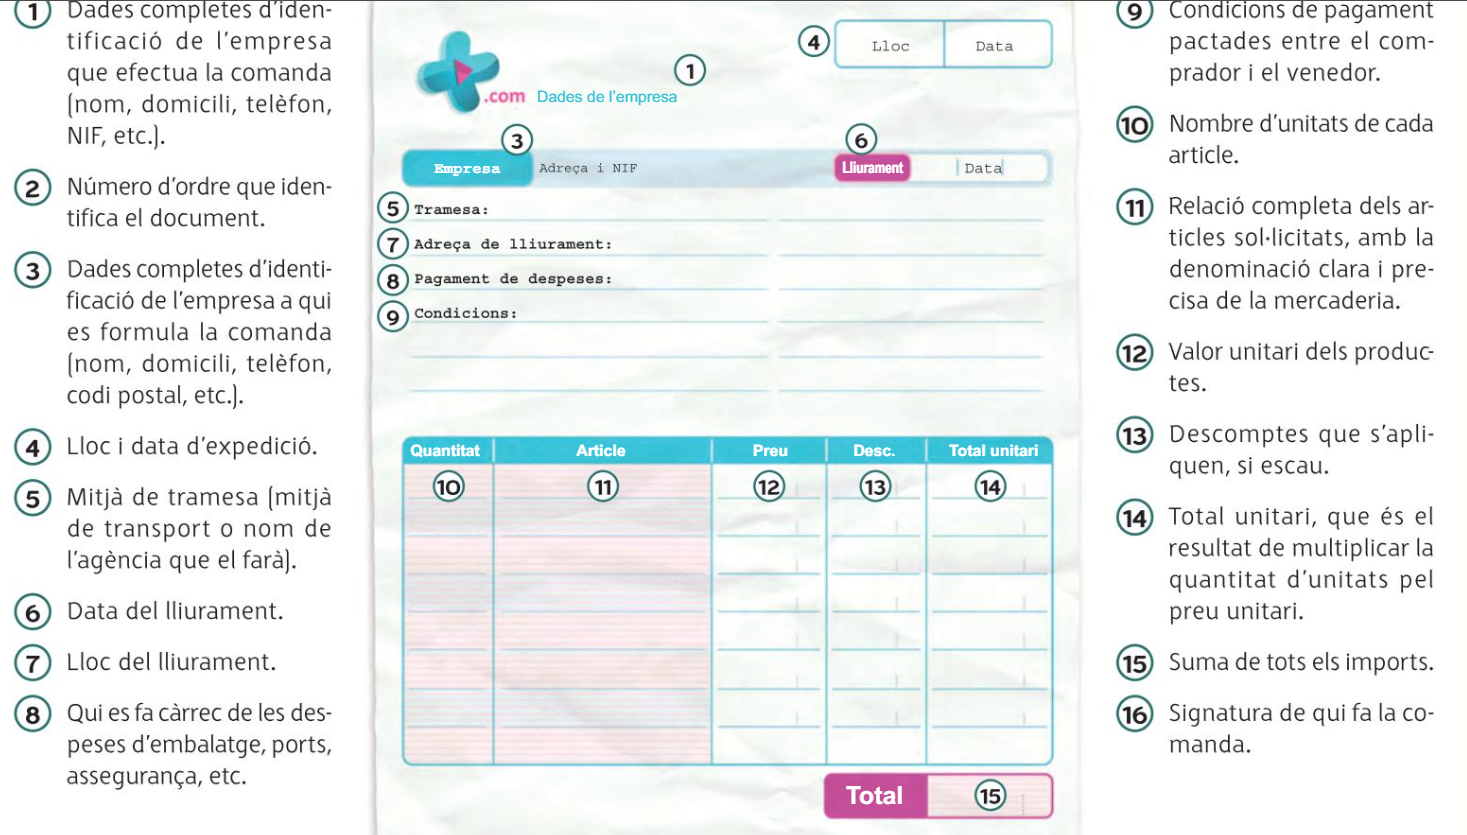 1 Dades completes d'iden-
tificació de l'empresa
que efectua la comanda
(nom, domicili, telèfon,
NIF, etc.).
2 Número d'ordre que iden-
tifica el document.
3 Dades completes d'identi-
ficació de l'empresa a qui
es formula la comanda
(nom, domicili, telèfon,
codi postal, etc.).
4 Lloc i data d'expedició.
5 Mitjà de tramesa (mitjà
de transport o nom de
l'agència que el farà).
6 Data del lliurament.
7 Lloc del lliurament.
8 Qui es fa càrrec de les des-
peses d'embalatge, ports,
assegurança, etc.
4 Lloc Data
1
.com Dades de l'empresa
3 6
Empresa Adreça i NIF Lliurament Data
5 Tramesa:
7 Adreça de lliurament:
8 Pagament de despeses:
9 Condicions:
Quantitat Article Preu Desc. Total unitari
10 11 12 13 14
Total 15
9 Condicions de pagament
pactades entre el com-
prador i el venedor.
10 Nombre d'unitats de cada
article.
11 Relació completa dels ar-
ticles sol·licitats, amb la
denominació clara i pre-
cisa de la mercaderia.
12 Valor unitari dels produc-
tes.
13 Descomptes que s'apli-
quen, si escau.
14 Total unitari, que és el
resultat de multiplicar la
quantitat d'unitats pel
preu unitari.
15 Suma de tots els imports.
16 Signatura de qui fa la co-
manda.